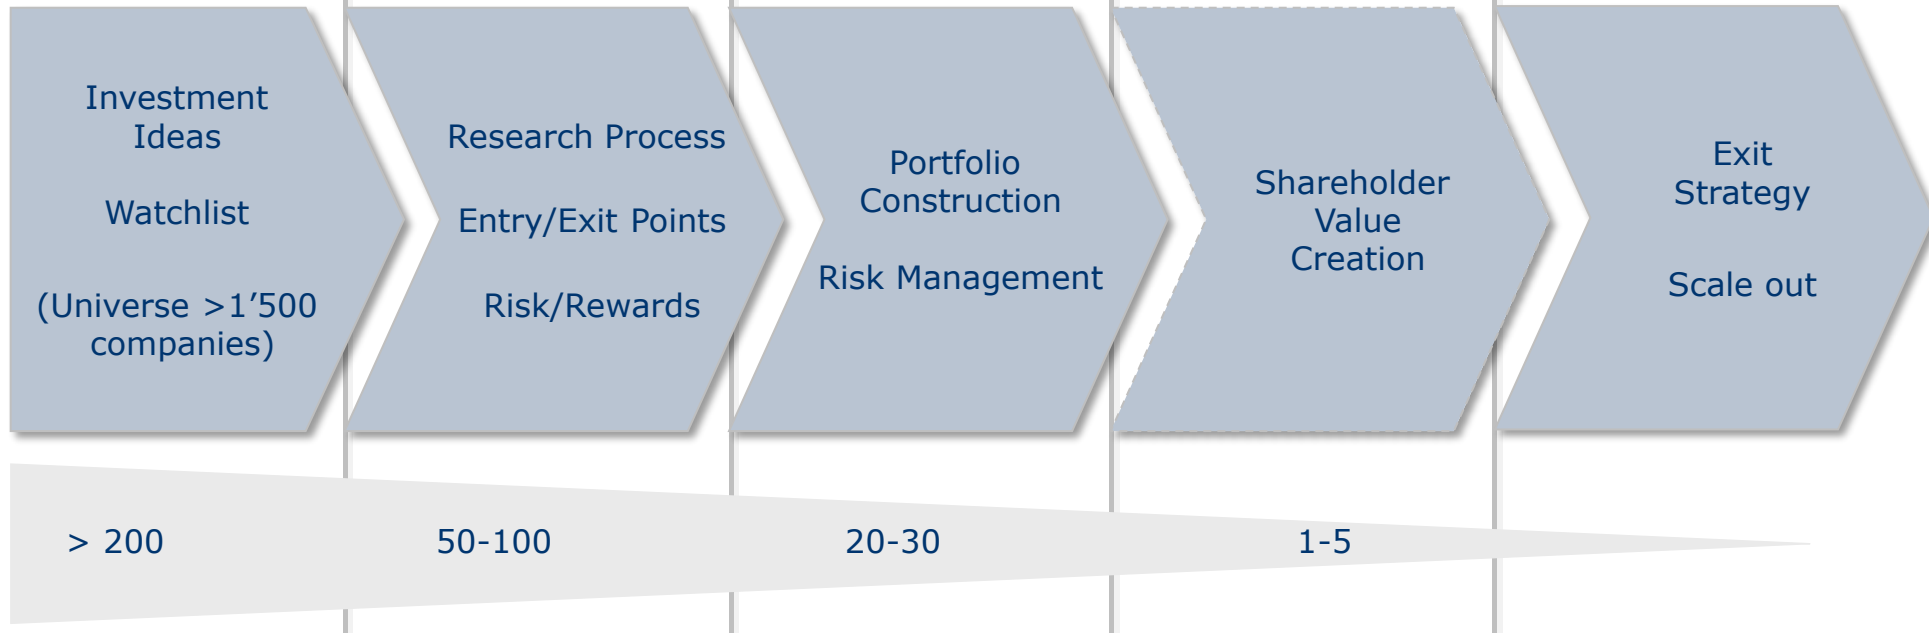 Investment
Ideas
Watchlist
(Universe >1’500
companies)
Research Process
Entry/Exit Points
Risk/Rewards
Portfolio
Construction
Risk Management
Shareholder
Value
Creation
Exit
Strategy
Scale out
> 200
50-100
20-30
1-5